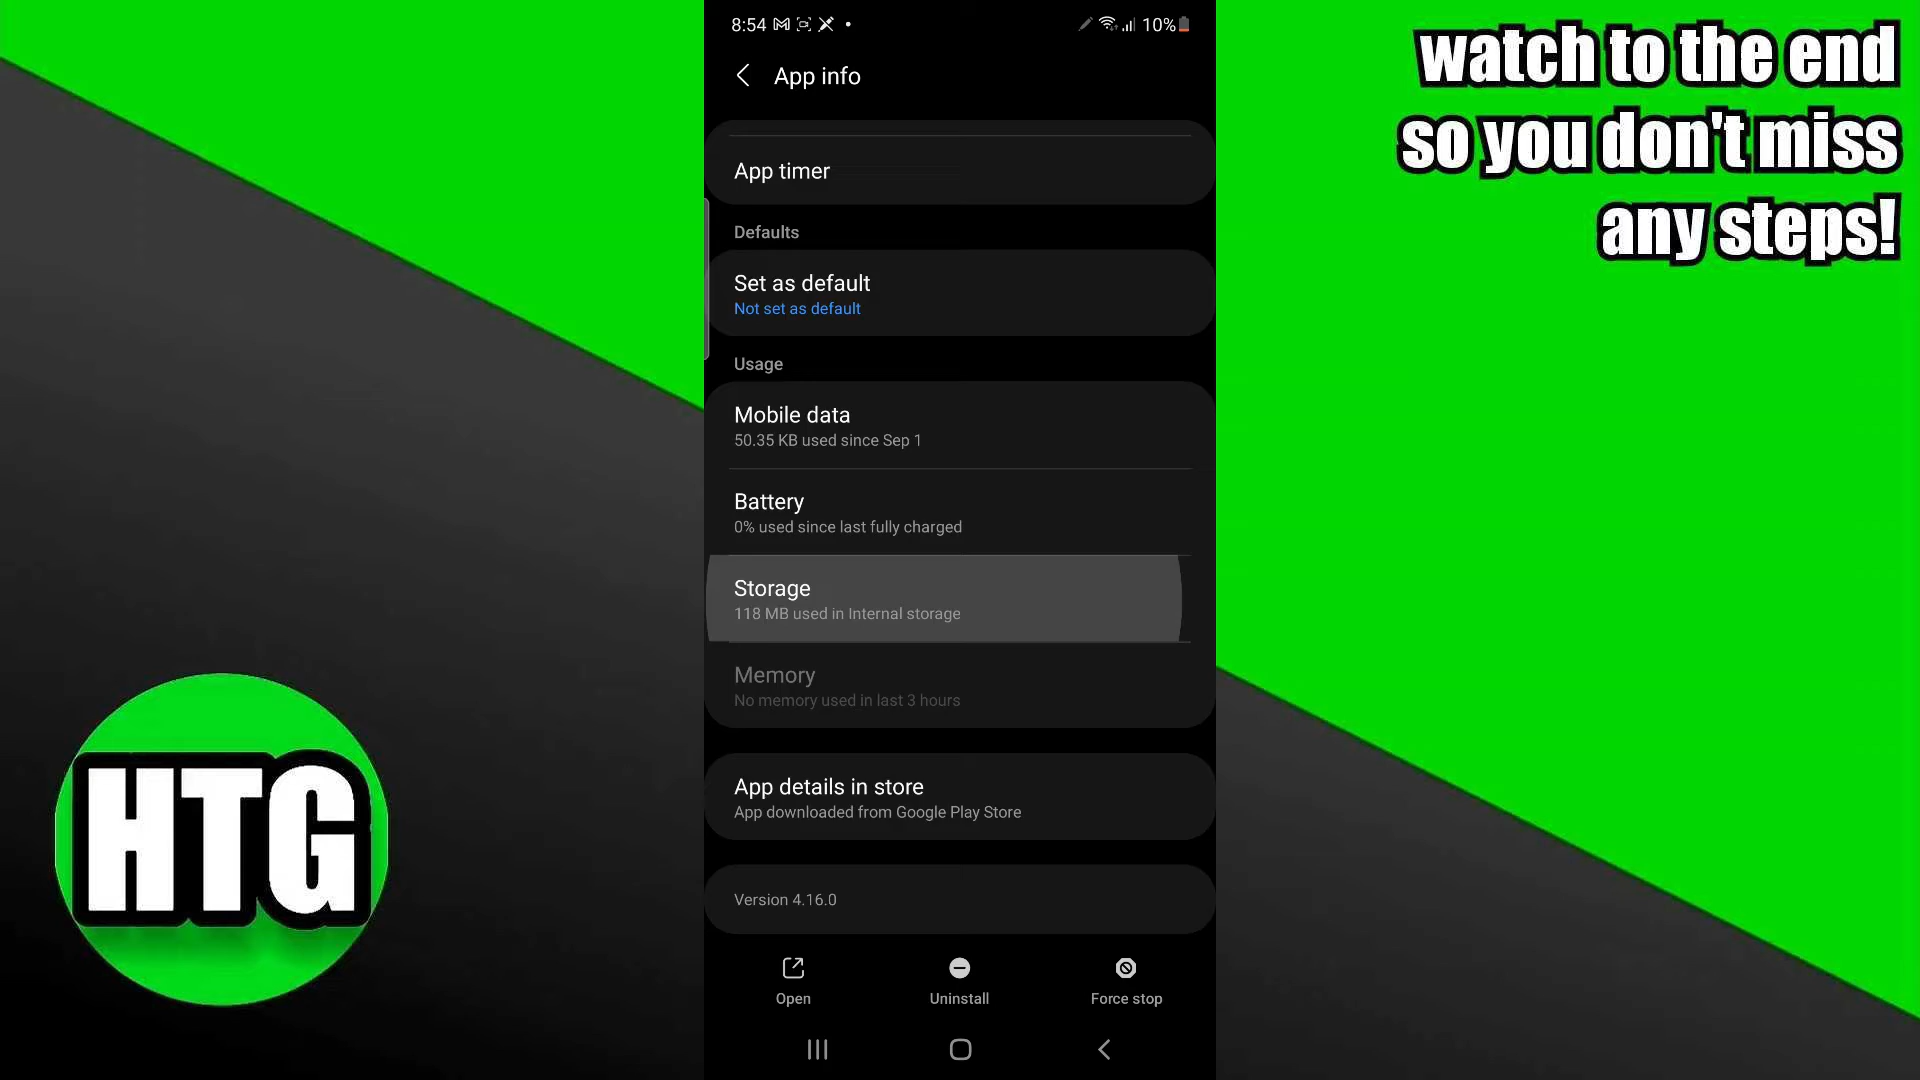 8:54
10%
App info
App timer
Defaults
Set as default
Not set as default
Usage
Mobile data
50.35 KB used since Sep 1
Battery
0% used since last fully charged
Storage
118 MB used in Internal storage
Memory
No memory used in last 3 hours
App details in store
App downloaded from Google Play Store
Version 4.16.0
Open
Uninstall
Force stop
watch to the end
so you don't miss
any steps!
HTG